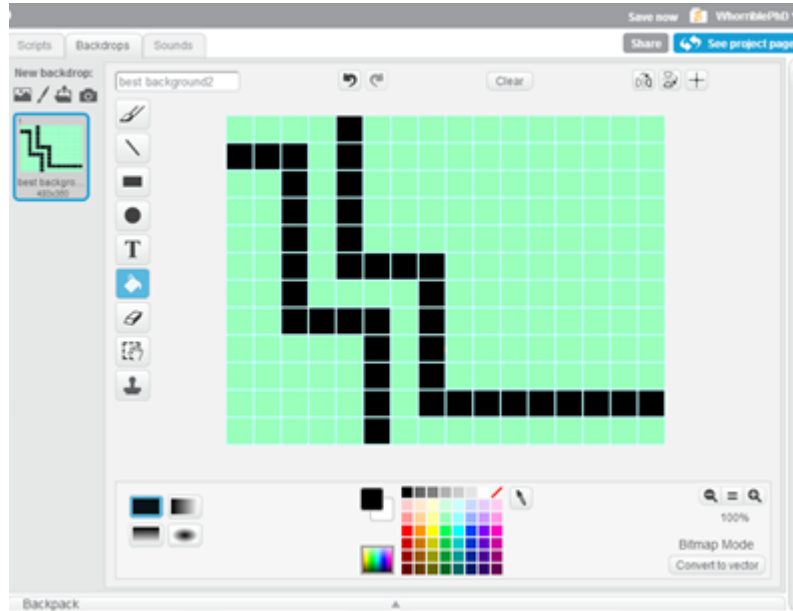 Save now WhorriblePhD
Scripts Backdrops Sounds Share See project page
New backdrop:
best background2 Clear
1
best backgro...
480x360
T
100%
Bitmap Mode
Convert to vector
Backpack